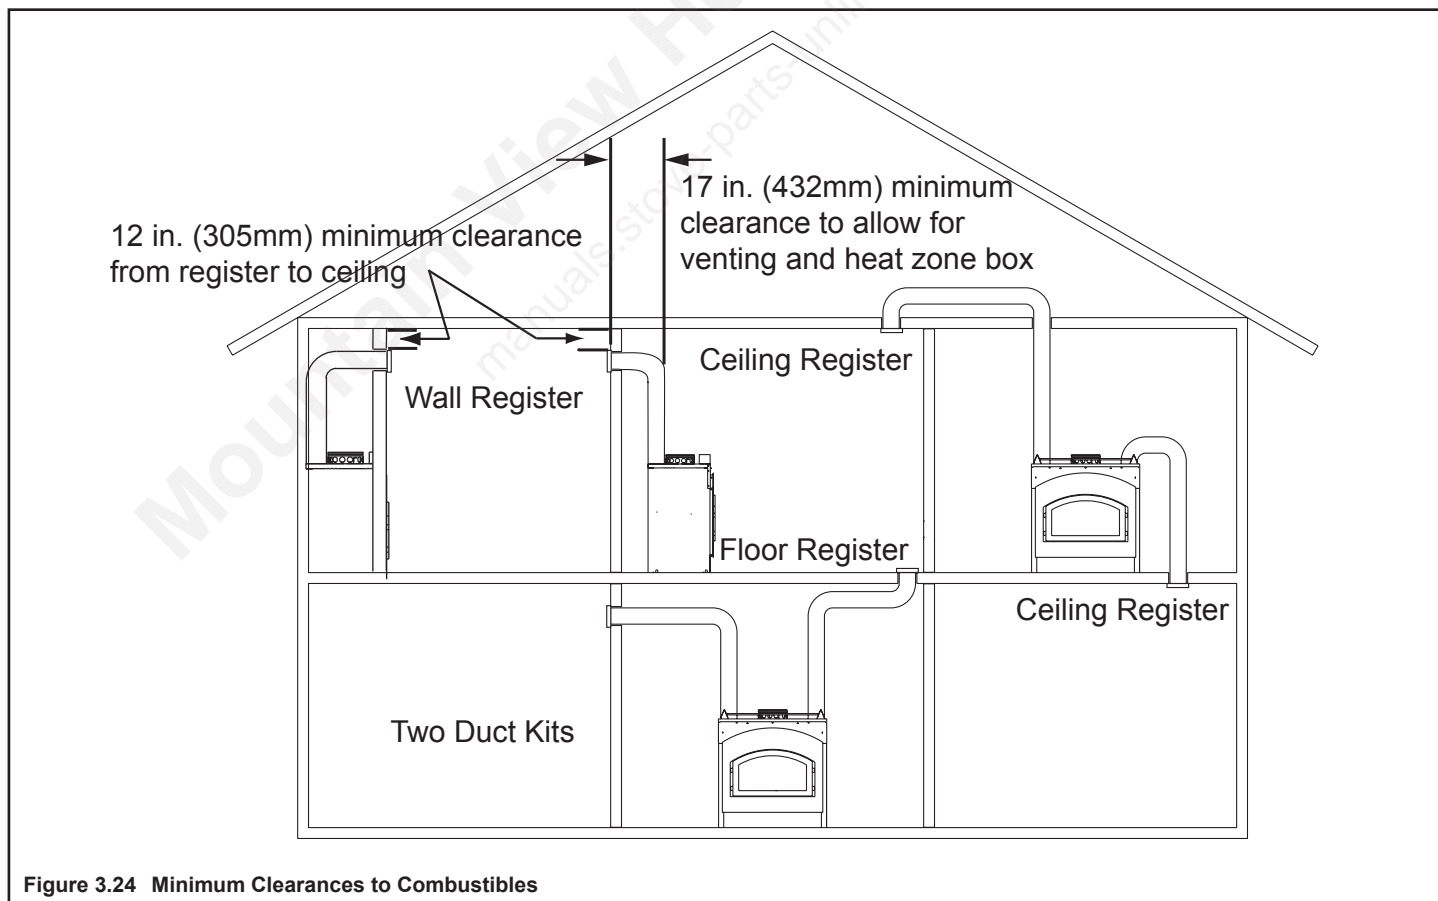 Mountain View He
manuals.stove-parts-unli
12 in. (305mm) minimum clearance
from register to ceiling
17 in. (432mm) minimum
clearance to allow for
venting and heat zone box
Ceiling Register
Wall Register
Floor Register
Ceiling Register
Two Duct Kits
Figure 3.24 Minimum Clearances to Combustibles